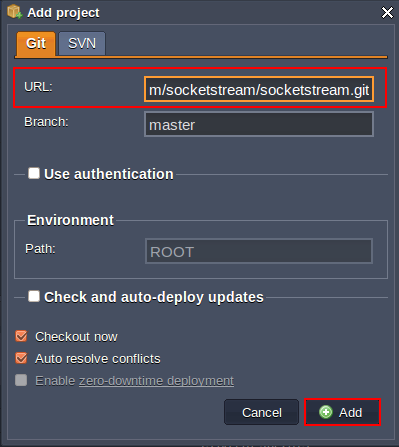 Add project
Git SVN
URL: m/socketstream/socketstream.git
Branch: master
Use authentication
Environment
Path: ROOT
Check and auto-deploy updates
Checkout now
Auto resolve conflicts
Enable zero-downtime deployment
Cancel Add